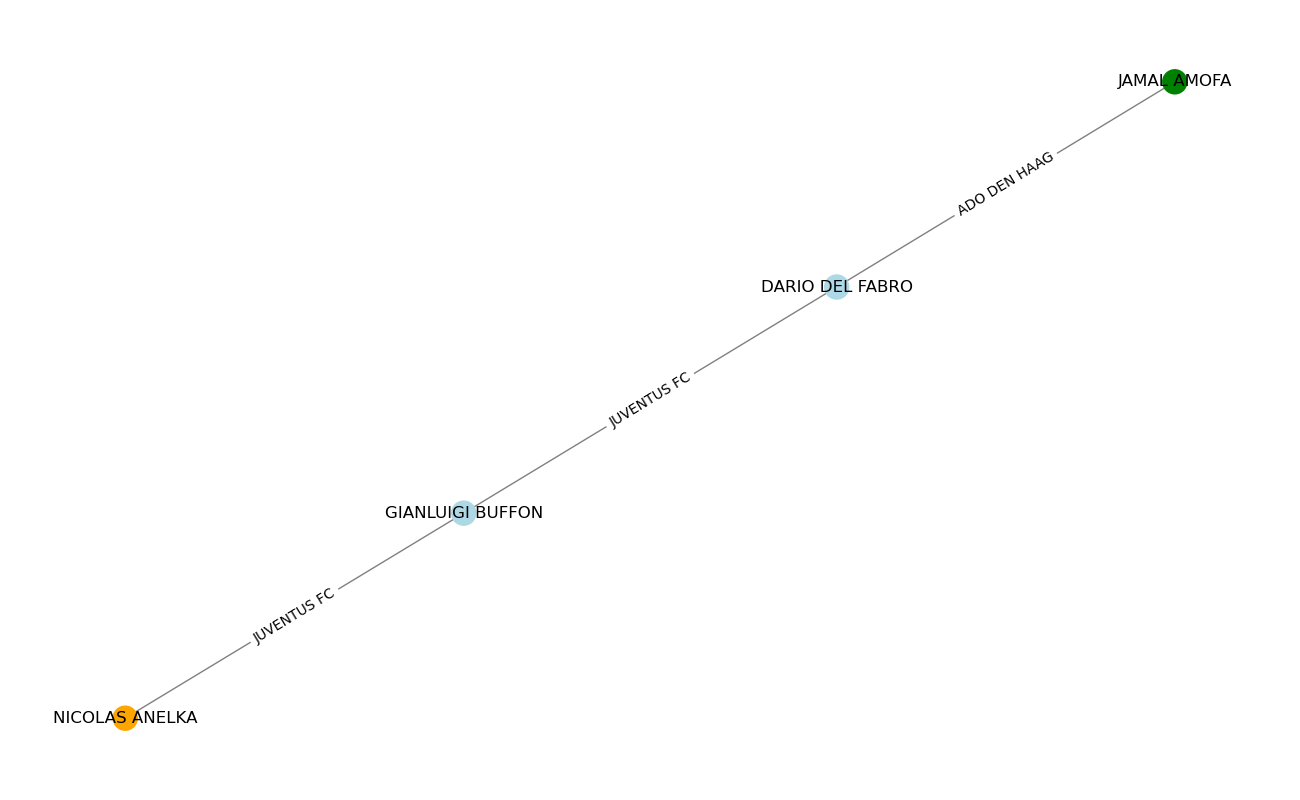 JAMAL AMOFA
ADO DEN HAAG
DARIO DEL FABRO
JUVENTUS FC
GIANLUIGI BUFFON
JUVENTUS FC
NICOLAS ANELKA